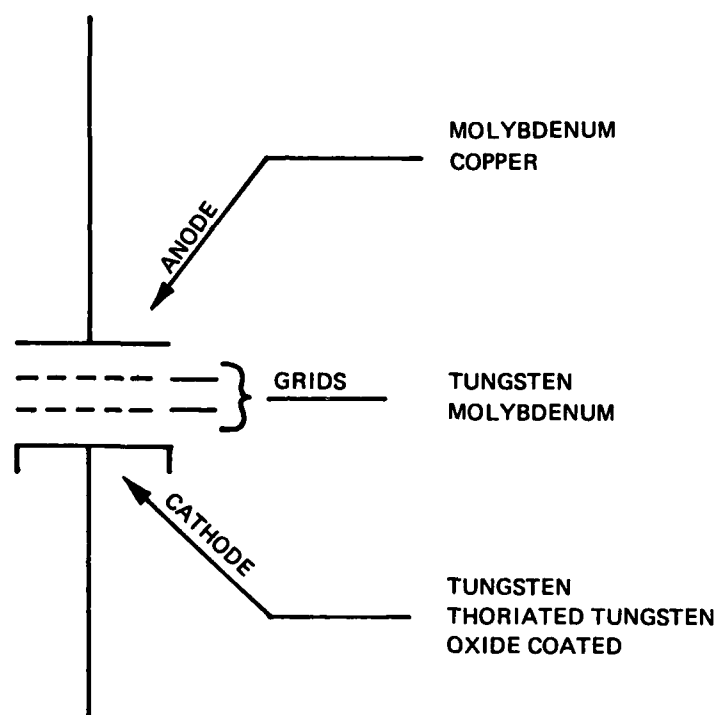 MOLYBDENUM
COPPER
ANODE
GRIDS
TUNGSTEN
MOLYBDENUM
CATHODE
TUNGSTEN
THORIATED TUNGSTEN
OXIDE COATED